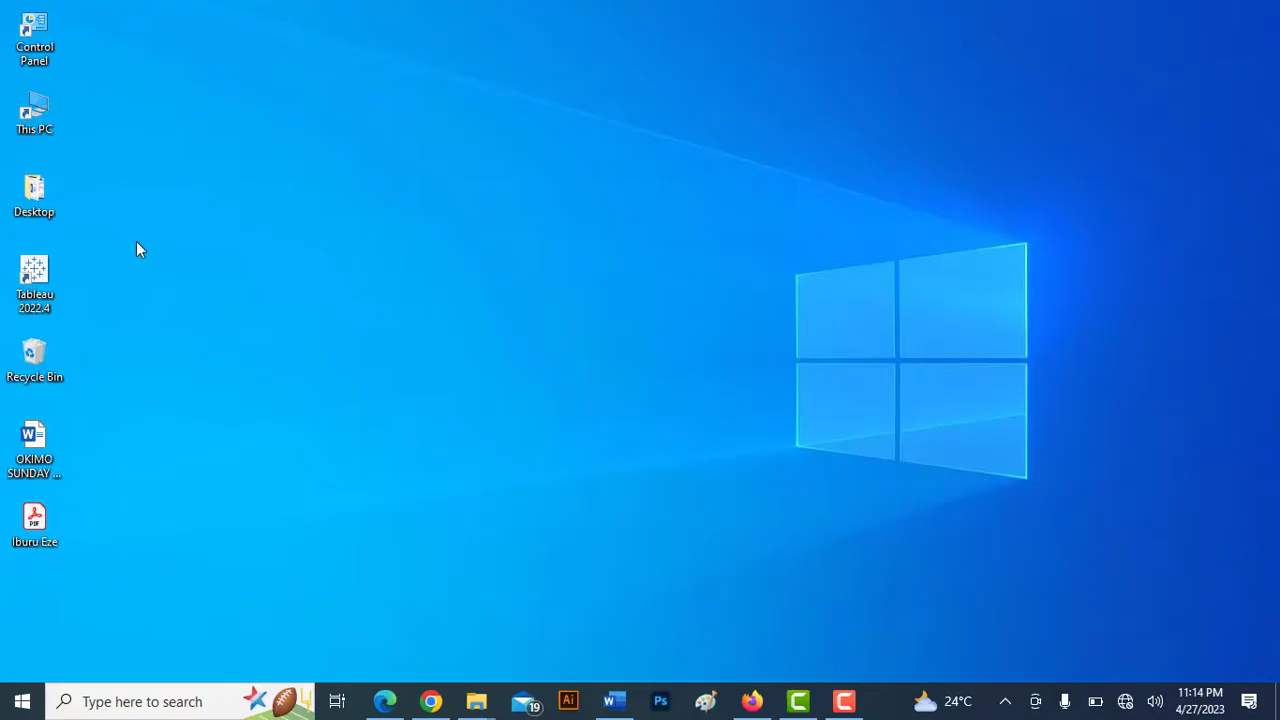 Control
Panel
This PC
Desktop
Tableau
2022.4
Recycle Bin
W
OKIMO
SUNDAY ...
PDF
Iburu Eze
Type here to search
19
Ai
W
Ps
C
C
24°C
11:14 PM
4/27/2023